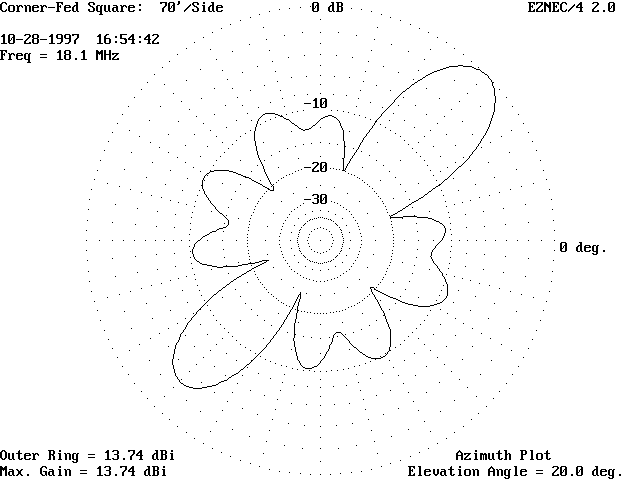 Corner-Fed Square:  70'/Side
0 dB
EZNEC/4 2.0
10-28-1997  16:54:42
Freq = 18.1 MHz
-10
-20
-30
0 deg.
Outer Ring = 13.74 dBi
Azimuth Plot
Max. Gain = 13.74 dBi
Elevation Angle = 20.0 deg.